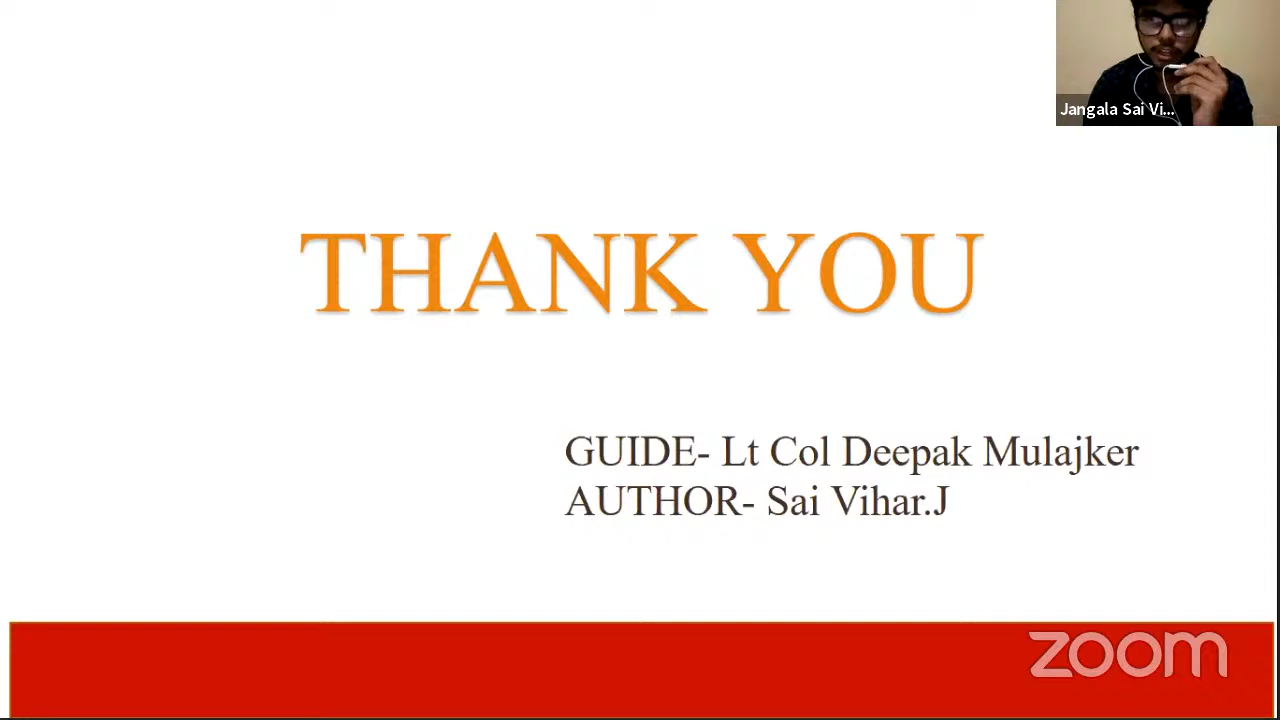 Jangala Sai Vi...
THANK YOU
GUIDE- Lt Col Deepak Mulajker
AUTHOR- Sai Vihar.J
zoom